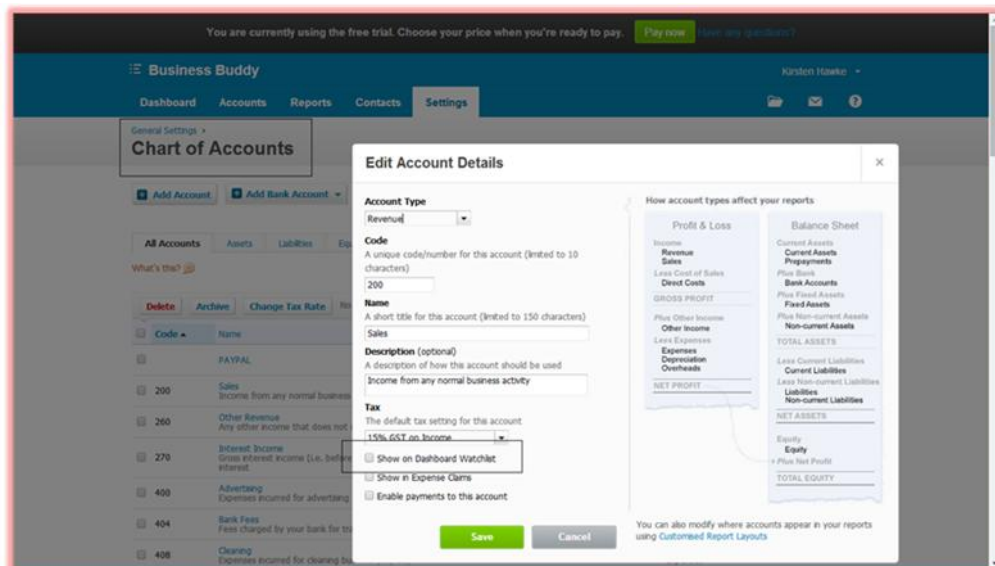 You are currently using the free trial. Choose your price when you're ready to pay. Pay now Have any questions?
Business Buddy Kirsten Hawke
Dashboard Accounts Reports Contacts Settings
General Settings ›
Chart of Accounts
Add Account Add Bank Account
All Accounts Assets Liabilities
What's this?
Delete Archive Change Tax Rate
Code Name
PAYPAL
200 Sales
Income from any normal business
260 Other Revenue
Any other income that does not
270 Interest Income
Gross interest income (i.e. before
interest
400 Advertising
Expenses incurred for advertising
404 Bank Fees
Fees charged by your bank for
408 Cleaning
Expenses incurred for cleaning
Edit Account Details ×
Account Type
Revenue
Code
A unique code/number for this account (limited to 10
characters)
200
Name
A short title for this account (limited to 150 characters)
Sales
Description (optional)
A description of how this account should be used
Income from any normal business activity
Tax
The default tax setting for this account
15% GST on Income
Show on Dashboard Watchlist
Show in Expense Claims
Enable payments to this account
Save Cancel
How account types affect your reports
Profit & Loss
Income
Revenue
Sales
Less Cost of Sales
Direct Costs
GROSS PROFIT
Plus Other Income
Other Income
Less Expenses
Expenses
Depreciation
Overheads
NET PROFIT
Balance Sheet
Current Assets
Current Assets
Prepayments
Plus Bank
Bank Accounts
Plus Fixed Assets
Fixed Assets
Plus Non-current Assets
Non-current Assets
TOTAL ASSETS
Less Current Liabilities
Current Liabilities
Less Non-current Liabilities
Liabilities
Non-current Liabilities
NET ASSETS
Equity
Equity
Plus Net Profit
TOTAL EQUITY
You can also modify where accounts appear in your reports
using Customised Report Layouts